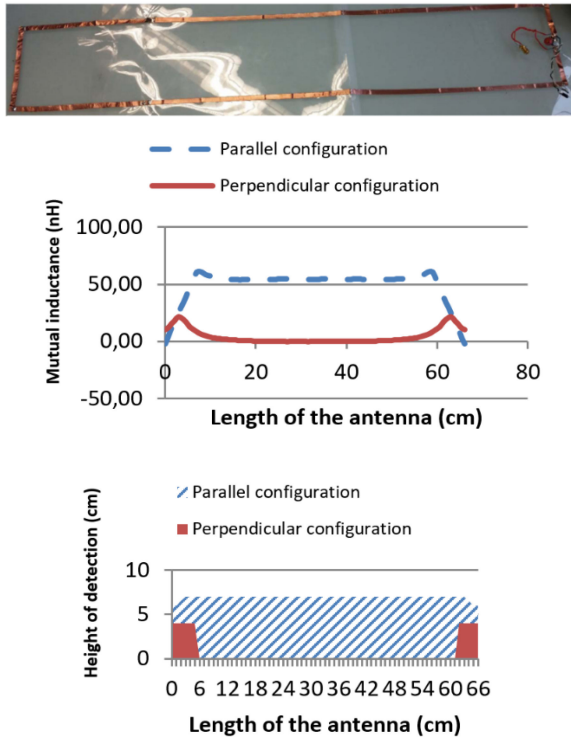 Parallel configuration
Perpendicular configuration
Mutual inductance (nH)
100,00
50,00
0,00
-50,00
0 20 40 60 80
Length of the antenna (cm)
Parallel configuration
Perpendicular configuration
Height of detection (cm)
10
5
0
0 6 12 18 24 30 36 42 48 54 60 66
Length of the antenna (cm)